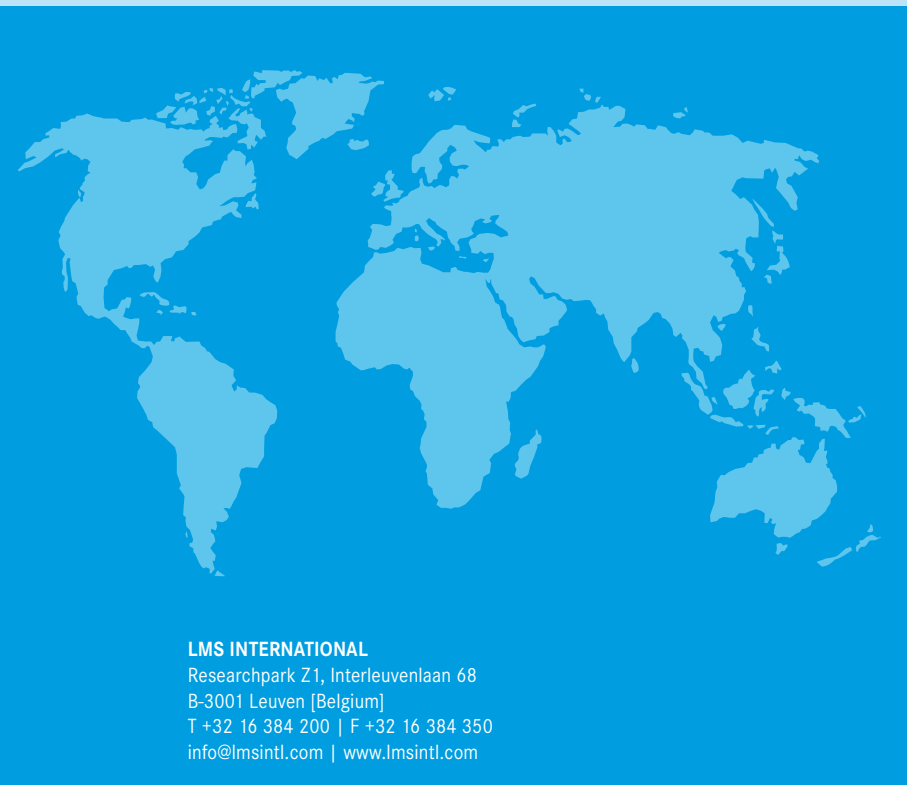 LMS INTERNATIONAL
Researchpark Z1, Interleuvenlaan 68
B-3001 Leuven [Belgium]
T +32 16 384 200 | F +32 16 384 350
info@lmsintl.com | www.lmsintl.com